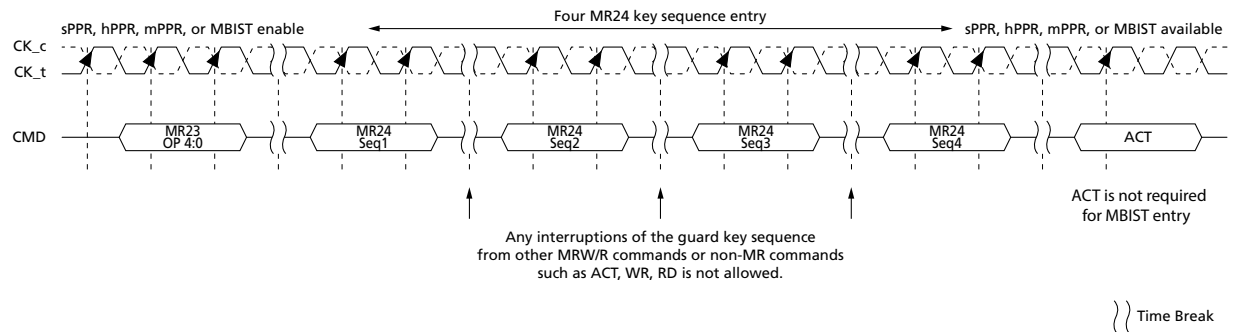 Four MR24 key sequence entry
sPPR, hPPR, mPPR, or MBIST enable
sPPR, hPPR, mPPR, or MBIST available
CK_c
CK_t
CMD
MR23
OP 4:0
MR24
Seq1
MR24
Seq2
MR24
Seq3
MR24
Seq4
ACT
ACT is not required
for MBIST entry
Any interruptions of the guard key sequence
from other MRW/R commands or non-MR commands
such as ACT, WR, RD is not allowed.
Time Break